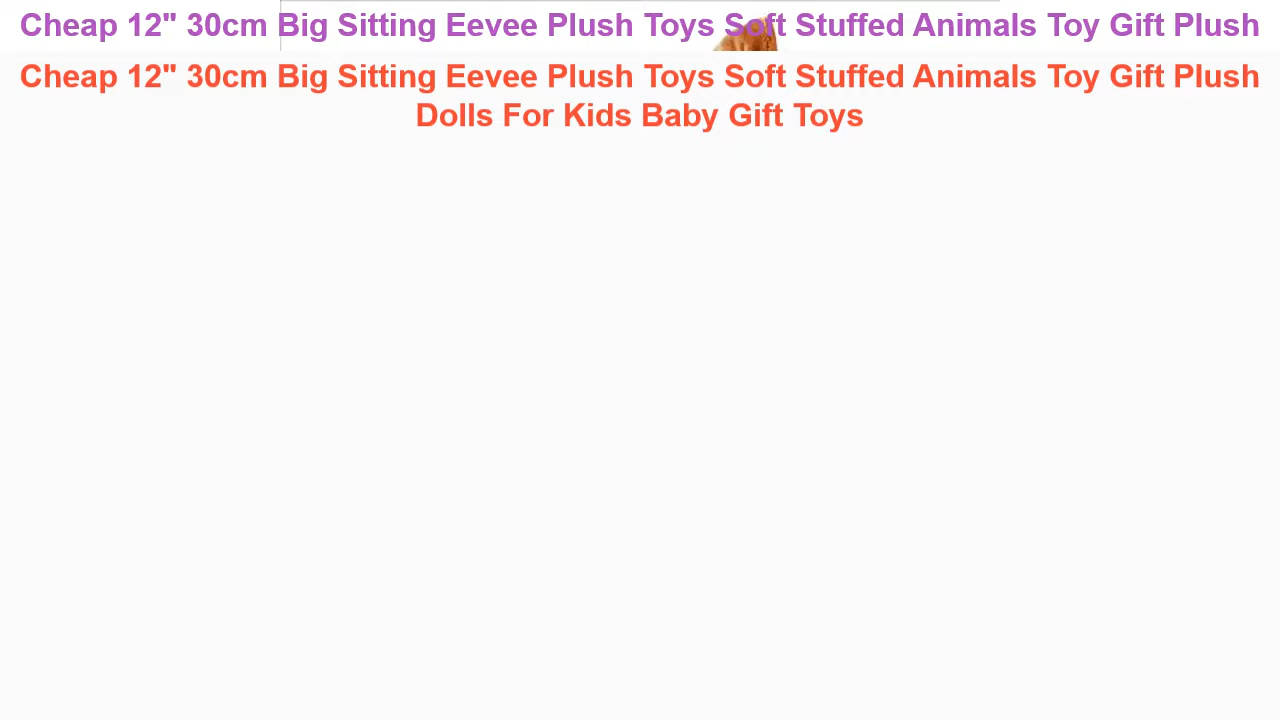 Cheap 12" 30cm Big Sitting Eevee Plush Toys Soft Stuffed Animals Toy Gift Plush
Cheap 12" 30cm Big Sitting Eevee Plush Toys Soft Stuffed Animals Toy Gift Plush
Dolls For Kids Baby Gift Toys